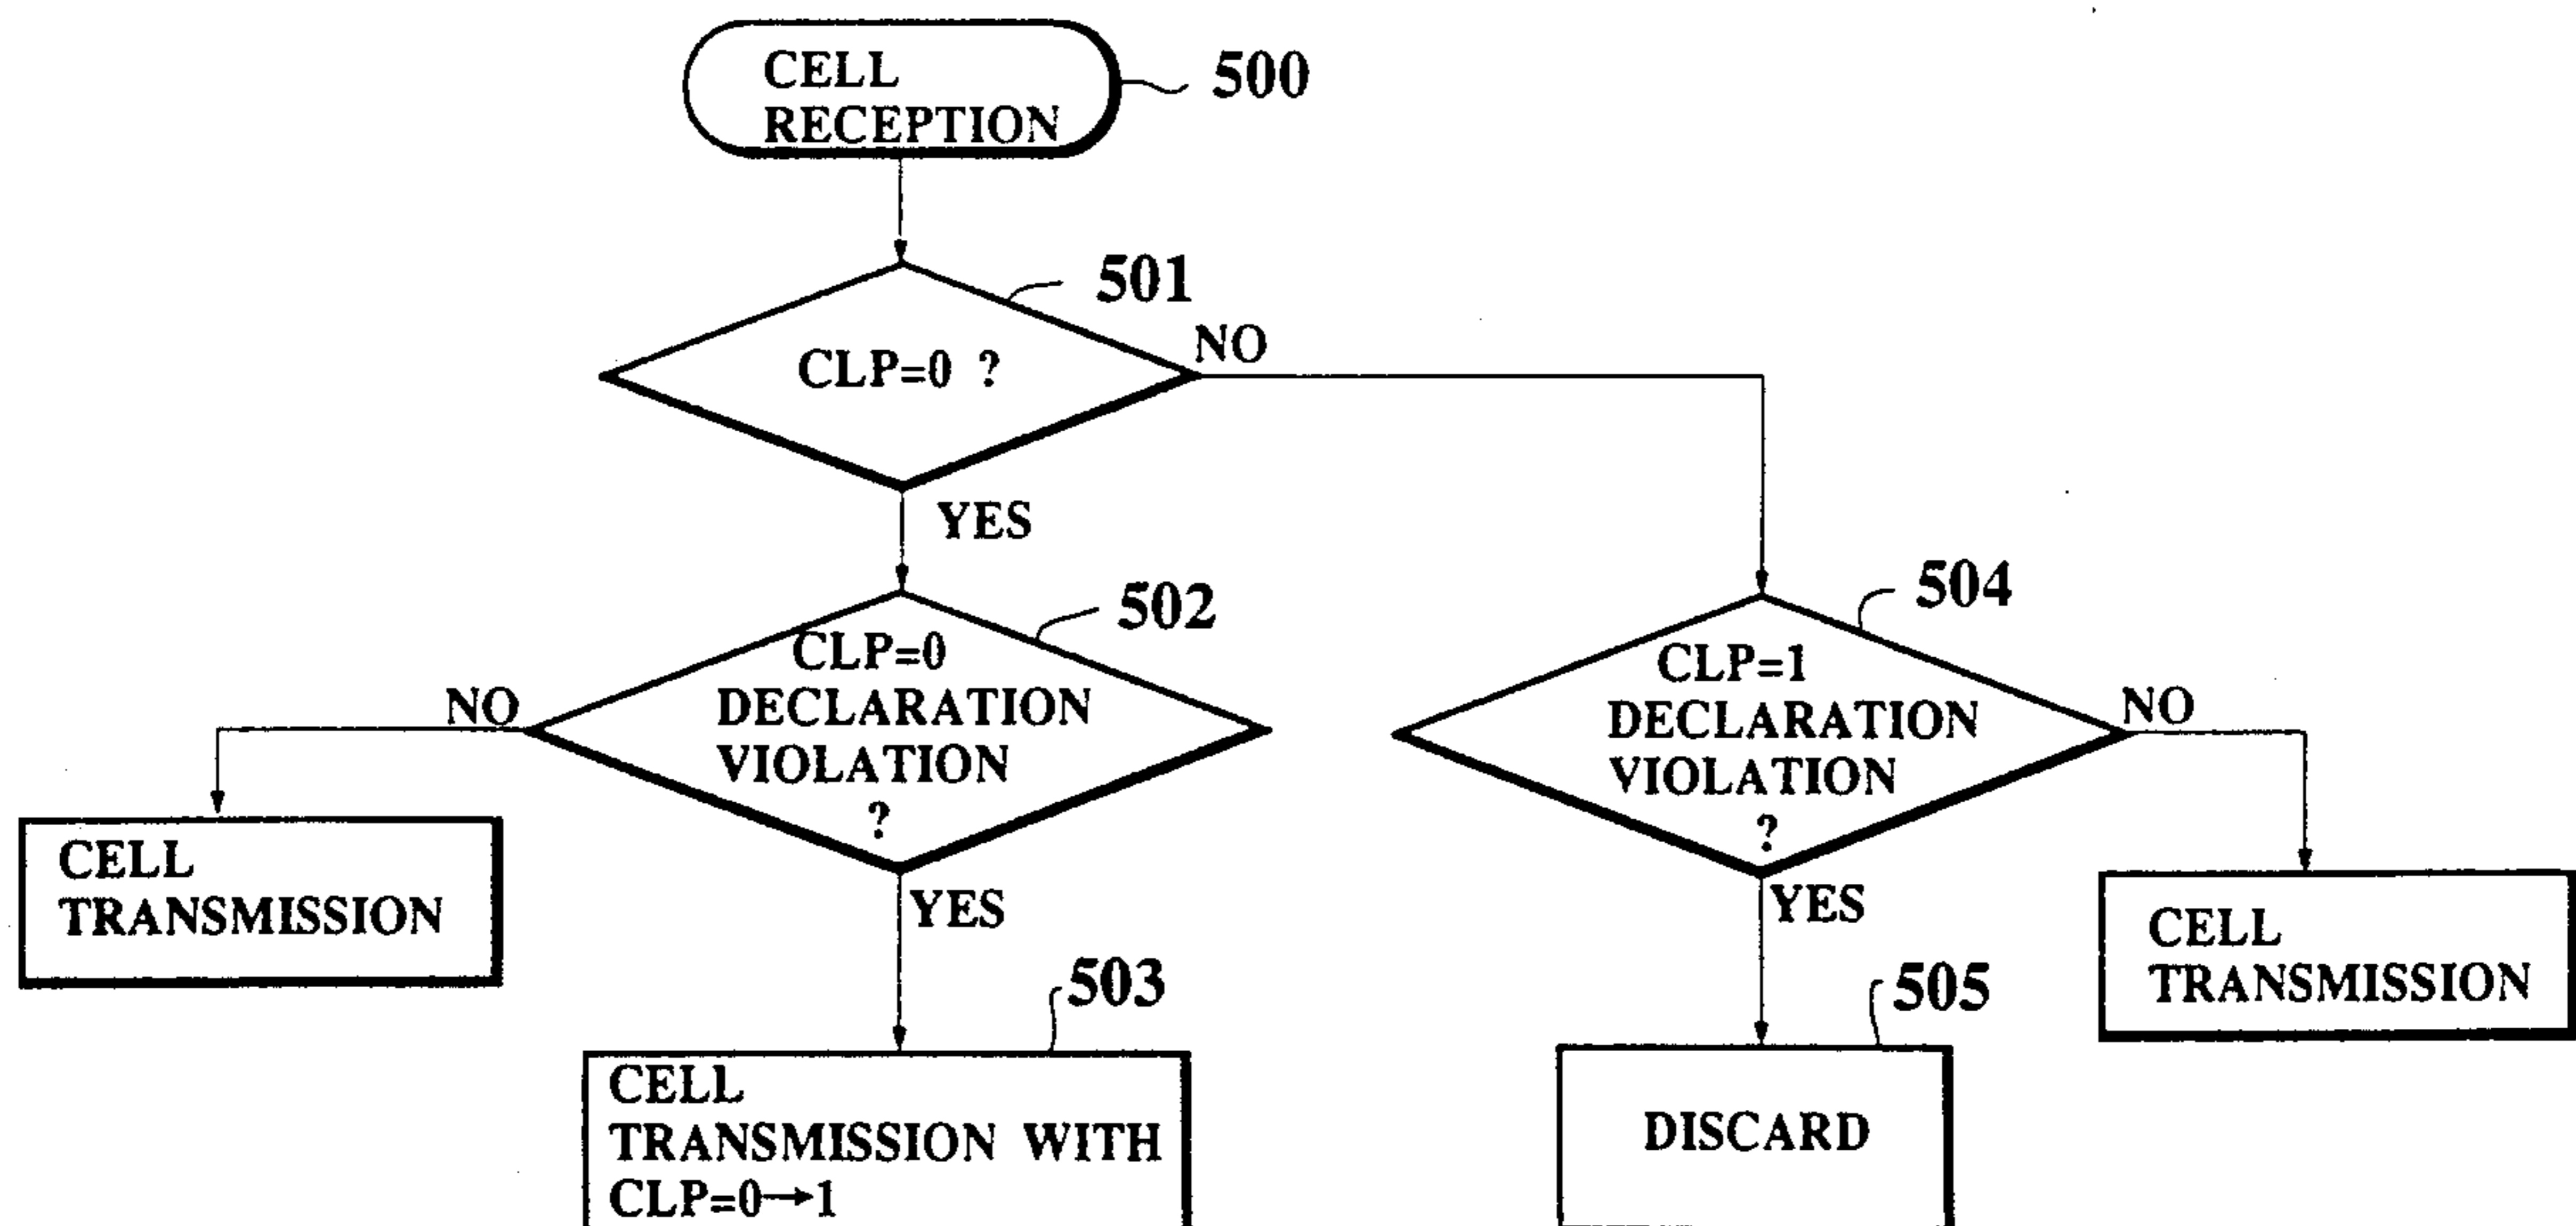 CELL
RECEPTION
500
501
CLP=0 ?
NO
YES
502
CLP=0
DECLARATION
VIOLATION
?
NO
YES
504
CLP=1
DECLARATION
VIOLATION
?
NO
YES
CELL
TRANSMISSION
503
CELL
TRANSMISSION WITH
CLP=0→1
505
DISCARD
CELL
TRANSMISSION